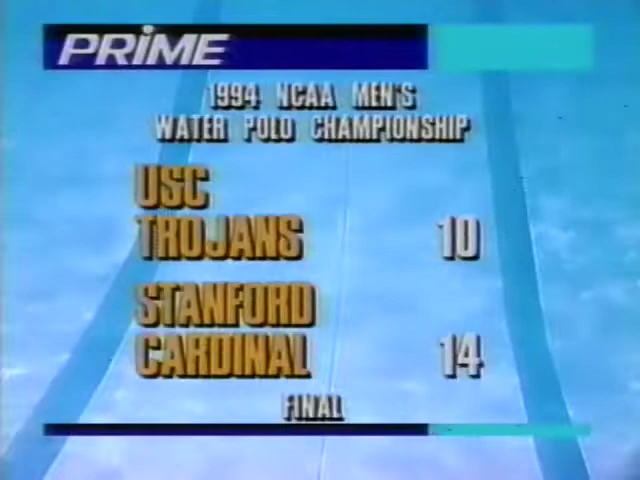 PRiME
1994 NCAA MEN'S
WATER POLO CHAMPIONSHIP
USC
TROJANS 10
STANFORD
CARDINAL 14
FINAL